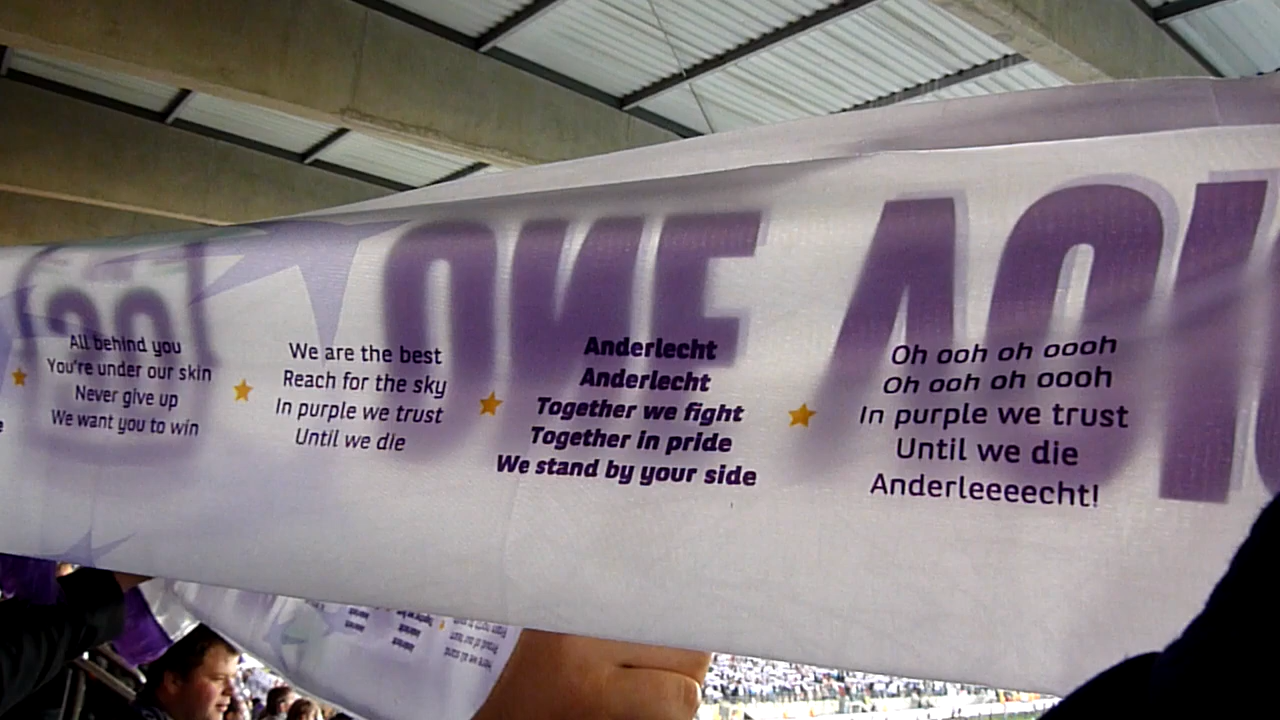 ONE
All behind you
You're under our skin
Never give up
We want you to win
We are the best
Reach for the sky
In purple we trust
Until we die
Anderlecht
Anderlecht
Together we fight
Together in pride
We stand by your side
Oh ooh oh oooh
Oh ooh oh oooh
In purple we trust
Until we die
Anderleeeecht!